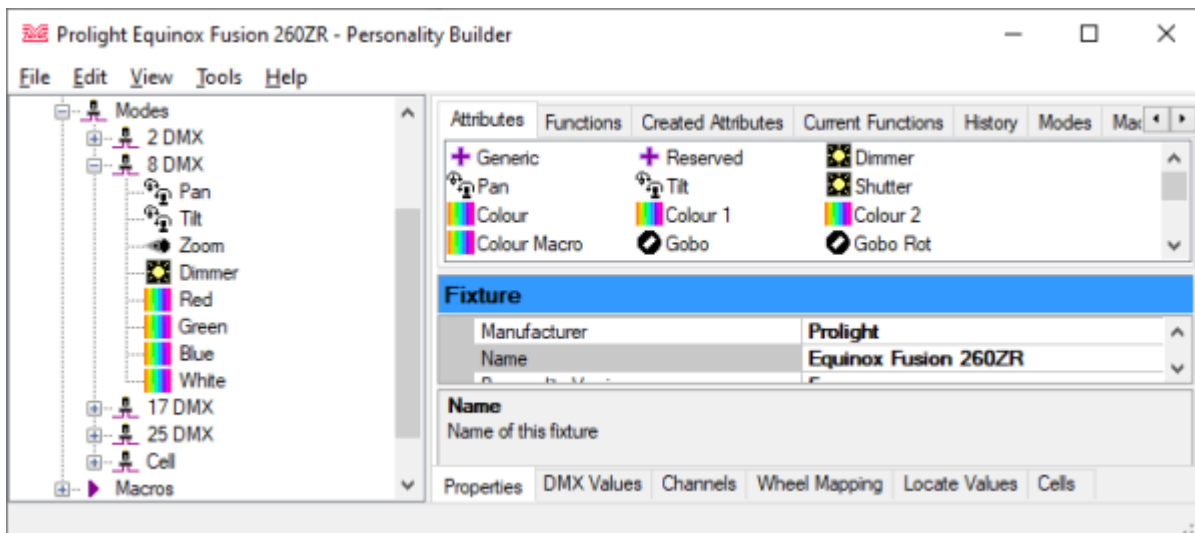 Prolight Equinox Fusion 260ZR - Personality Builder
File Edit View Tools Help
Modes
2 DMX
8 DMX
Pan
Tilt
Zoom
Dimmer
Red
Green
Blue
White
17 DMX
25 DMX
Cell
Macros
Attributes Functions Created Attributes Current Functions History Modes
Generic Reserved Dimmer
Pan Tilt Shutter
Colour Colour 1 Colour 2
Colour Macro Gobo Gobo Rot
Fixture
Manufacturer Prolight
Name Equinox Fusion 260ZR
Name
Name of this fixture
Properties DMX Values Channels Wheel Mapping Locate Values Cells